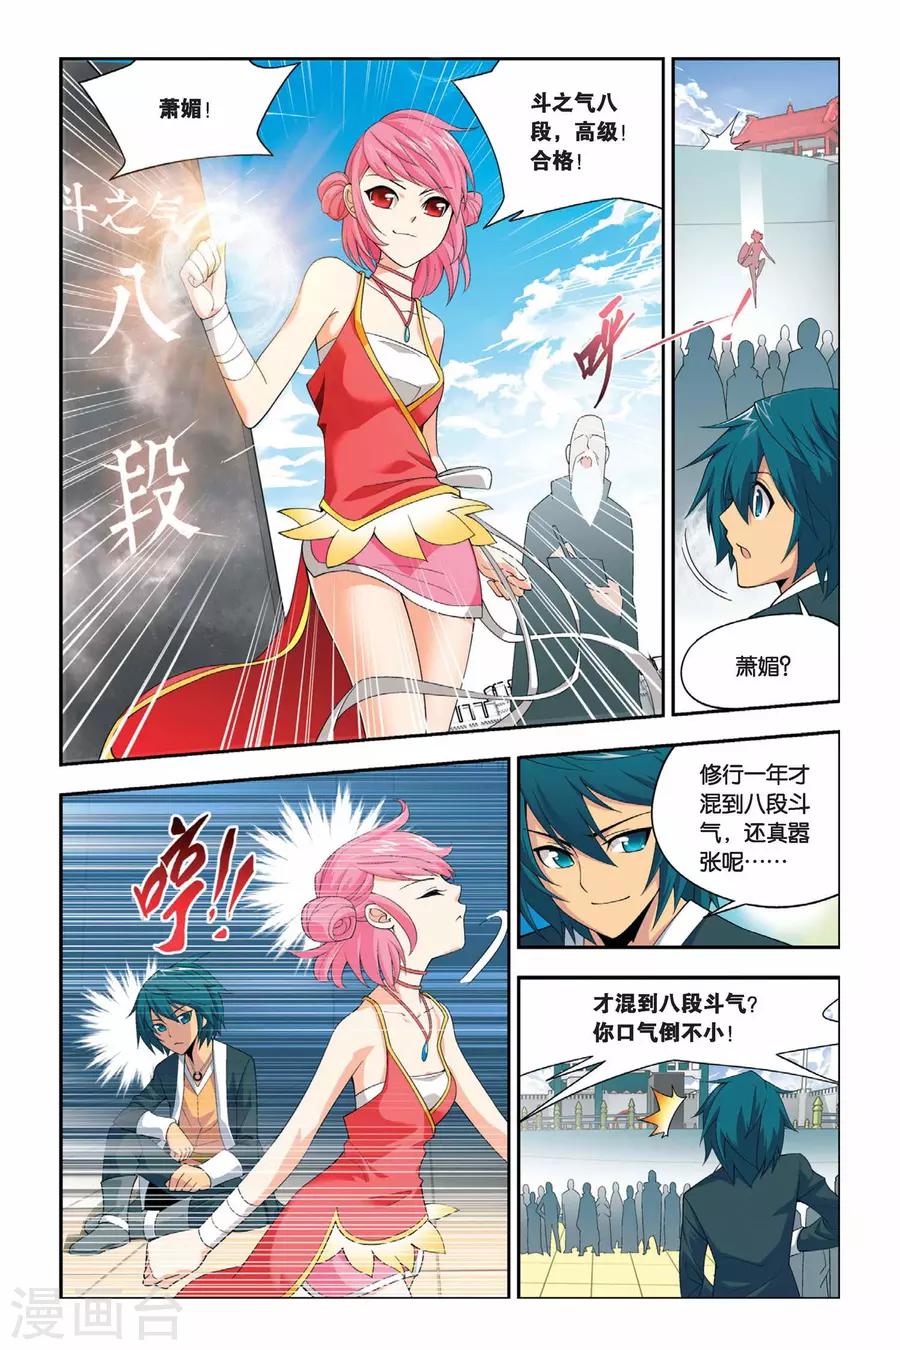 萧媚！
斗之气八
段，高级！
合格！
斗之气
八
段
呼
萧媚？
哼！！
修行一年才
混到八段斗
气，还真嚣
张呢……
才混到八段斗气？
你口气倒不小！
漫画台